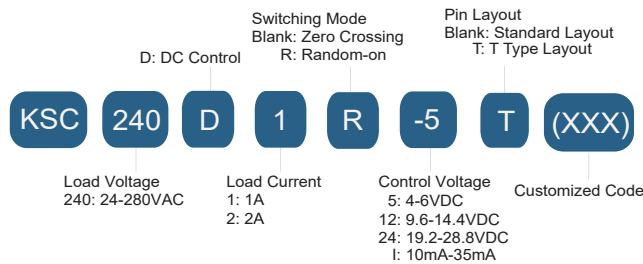 Switching Mode
Blank: Zero Crossing
R: Random-on
Pin Layout
Blank: Standard Layout
T: T Type Layout
D: DC Control
KSC 240 D 1 R -5 T (XXX)
Load Voltage
240: 24-280VAC
Load Current
1: 1A
2: 2A
Control Voltage
5: 4-6VDC
12: 9.6-14.4VDC
24: 19.2-28.8VDC
I: 10mA-35mA
Customized Code